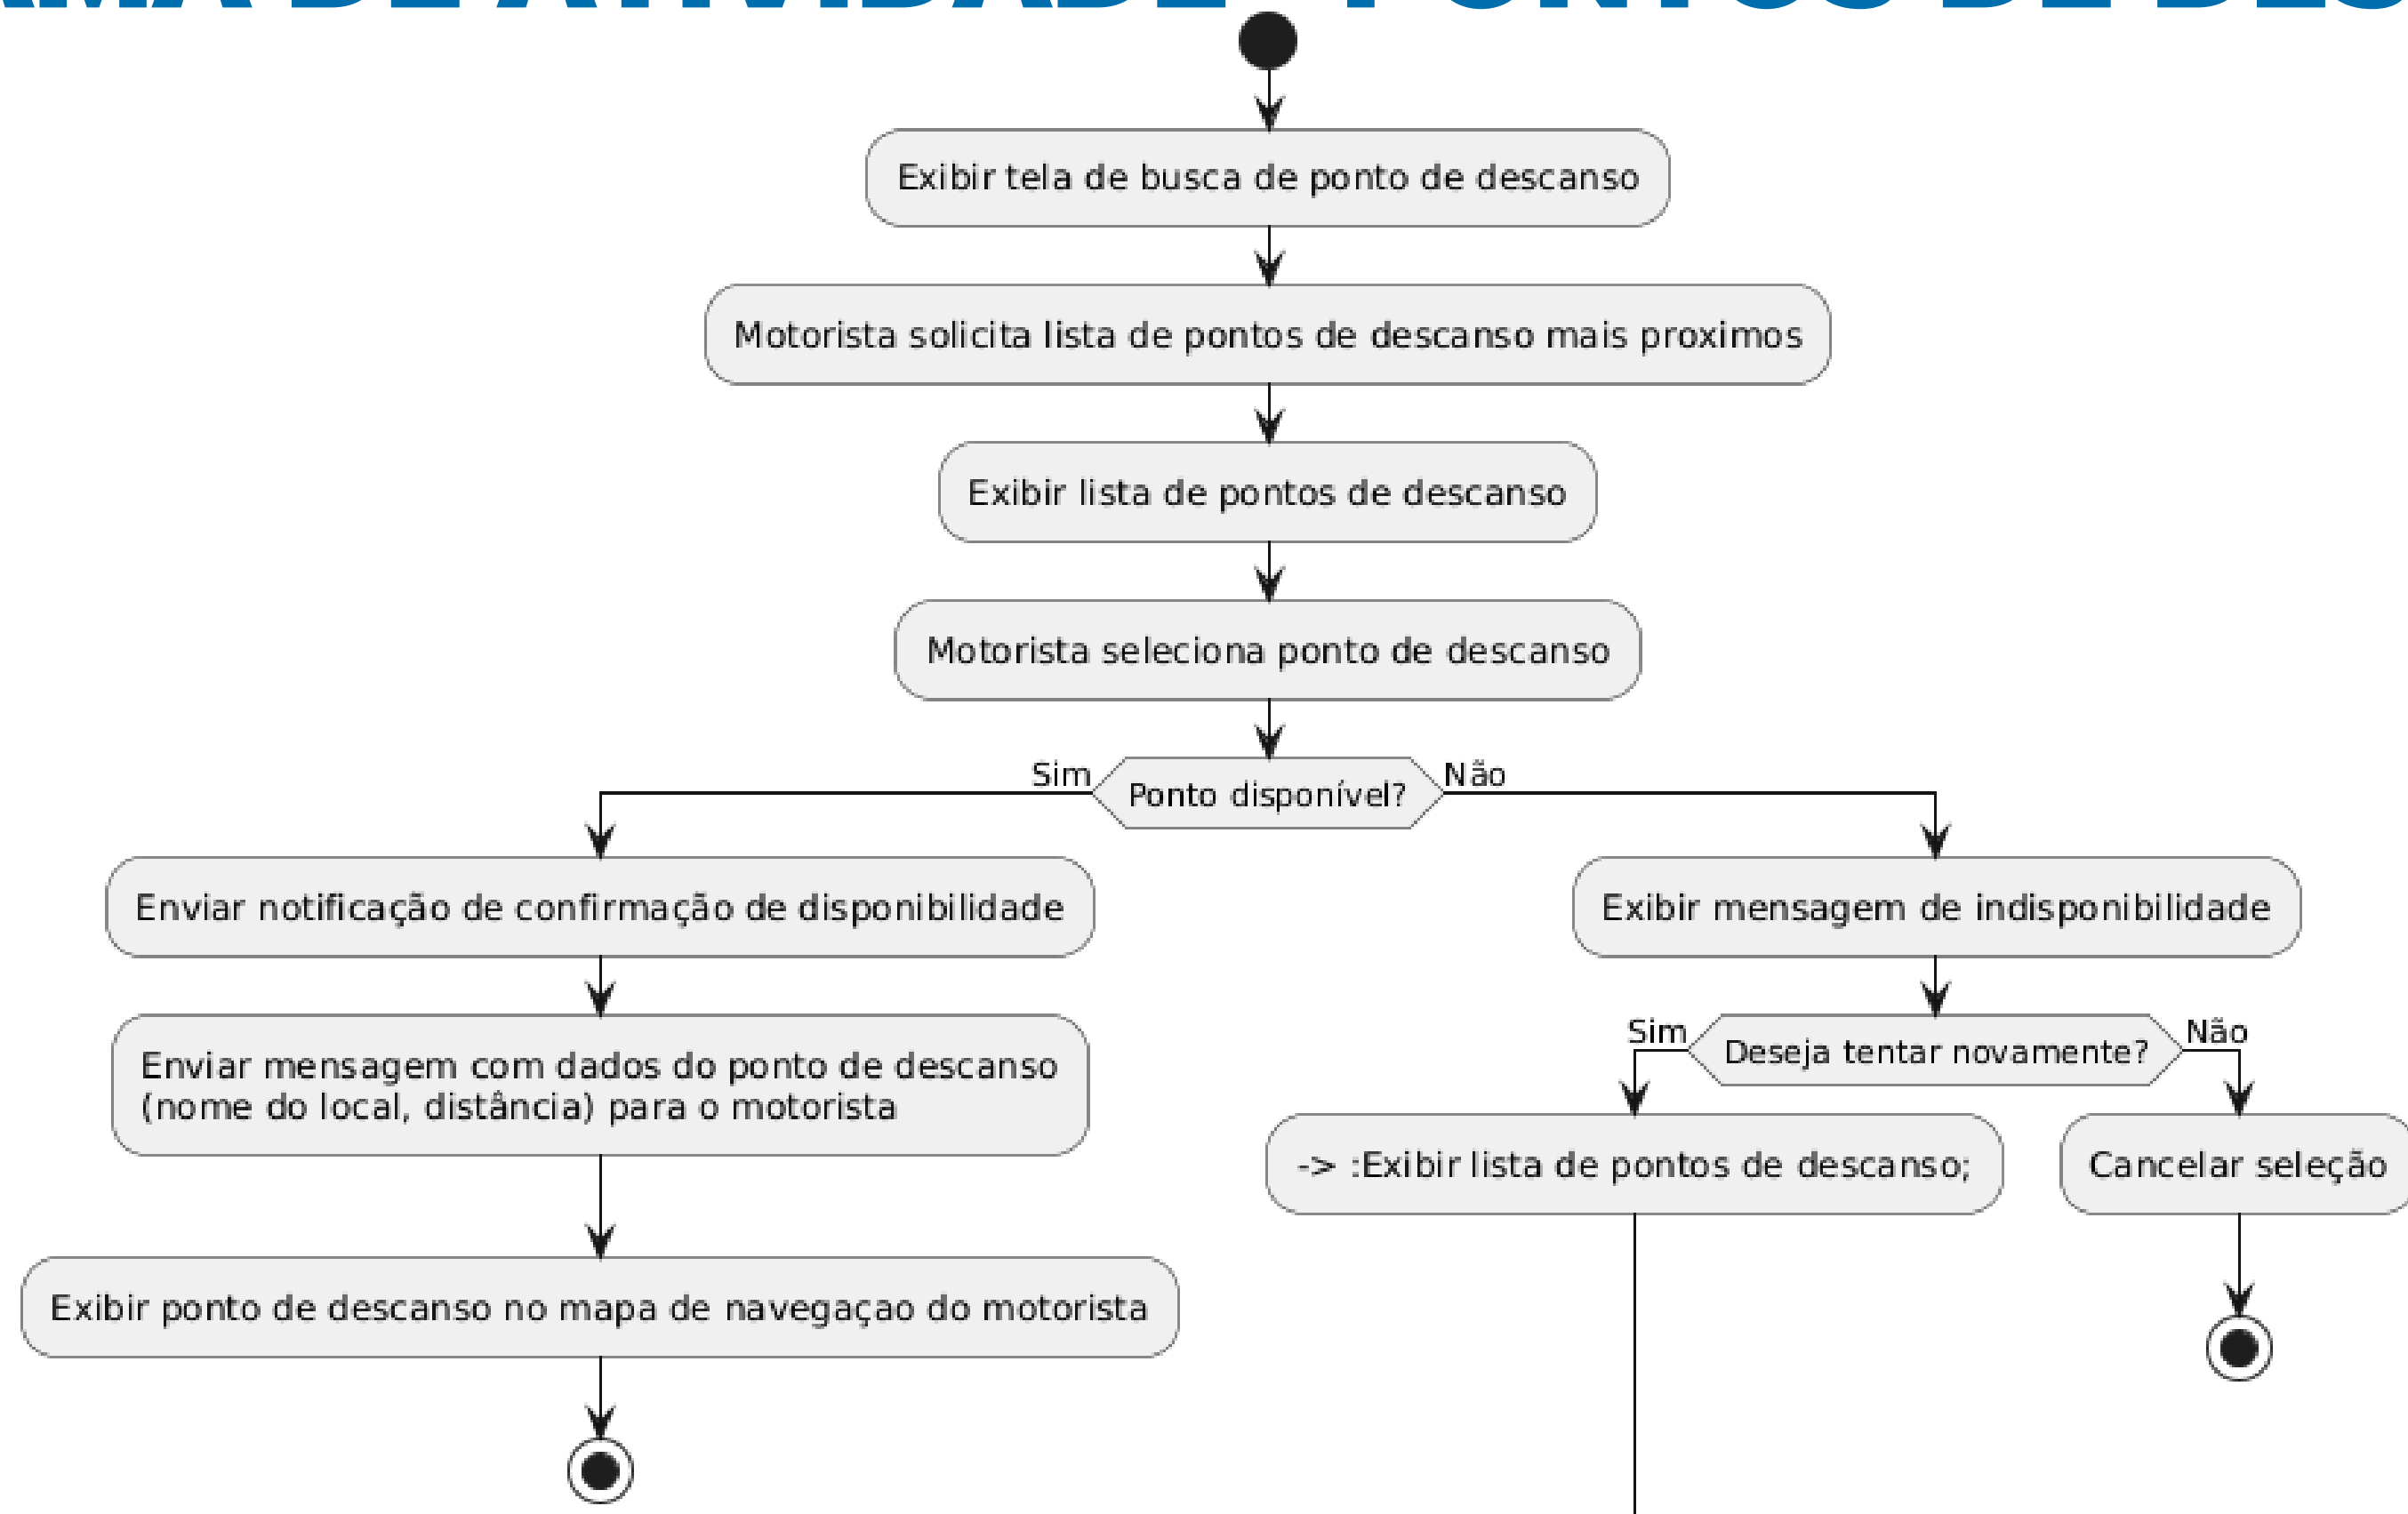 Exibir tela de busca de ponto de descanso
Motorista solicita lista de pontos de descanso mais proximos
Exibir lista de pontos de descanso
Motorista seleciona ponto de descanso
Sim
Ponto disponível?
Não
Enviar notificação de confirmação de disponibilidade
Exibir mensagem de indisponibilidade
Enviar mensagem com dados do ponto de descanso
(nome do local, distância) para o motorista
Sim
Deseja tentar novamente?
Não
-> :Exibir lista de pontos de descanso;
Cancelar seleção
Exibir ponto de descanso no mapa de navegaçao do motorista